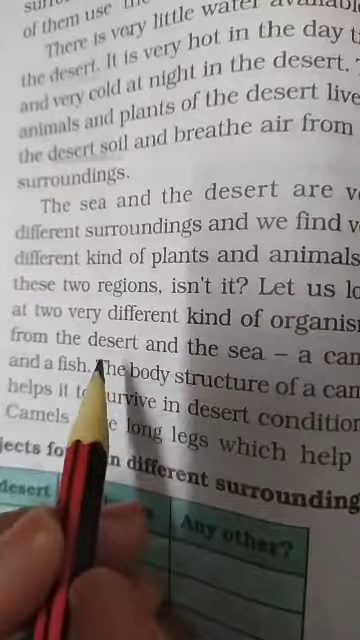 of them use
There is very little water
the desert. It is very hot in the day
and very cold at night in the desert.
animals and plants of the desert live
the desert soil and breathe air from
surroundings.
The sea and the desert are
different surroundings and we find
different kind of plants and animals
these two regions, isn't it? Let us
at two very different kind of
from the desert and the sea – a
and a fish. The body structure of a
helps it survive in desert
Camels long legs which help
in different surrounding
desert
Any other?